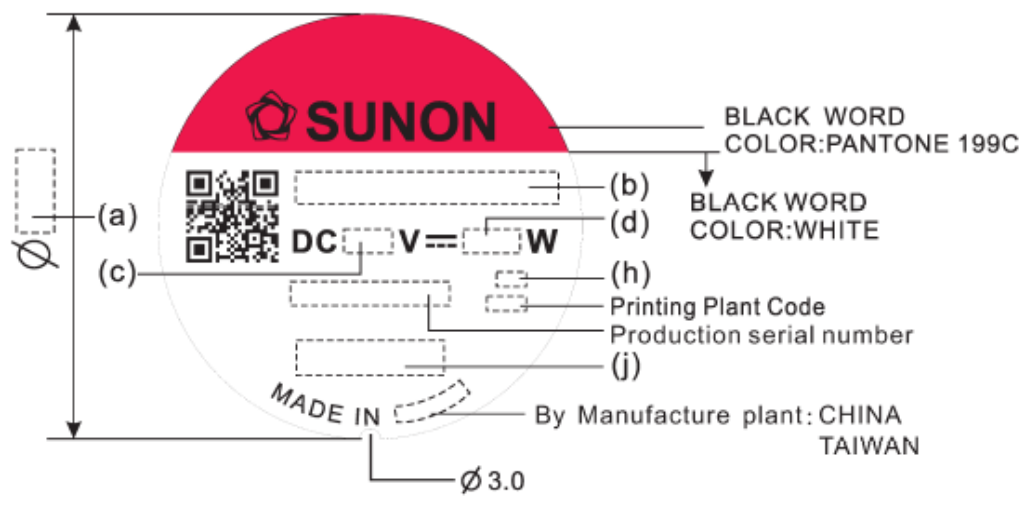 SUNON
BLACK WORD
COLOR:PANTONE 199C
(a)
(b)
BLACK WORD
COLOR:WHITE
(d)
DC V W
(c)
(h)
Printing Plant Code
Production serial number
(j)
MADE IN
By Manufacture plant: CHINA
TAIWAN
Ø
Ø 3.0